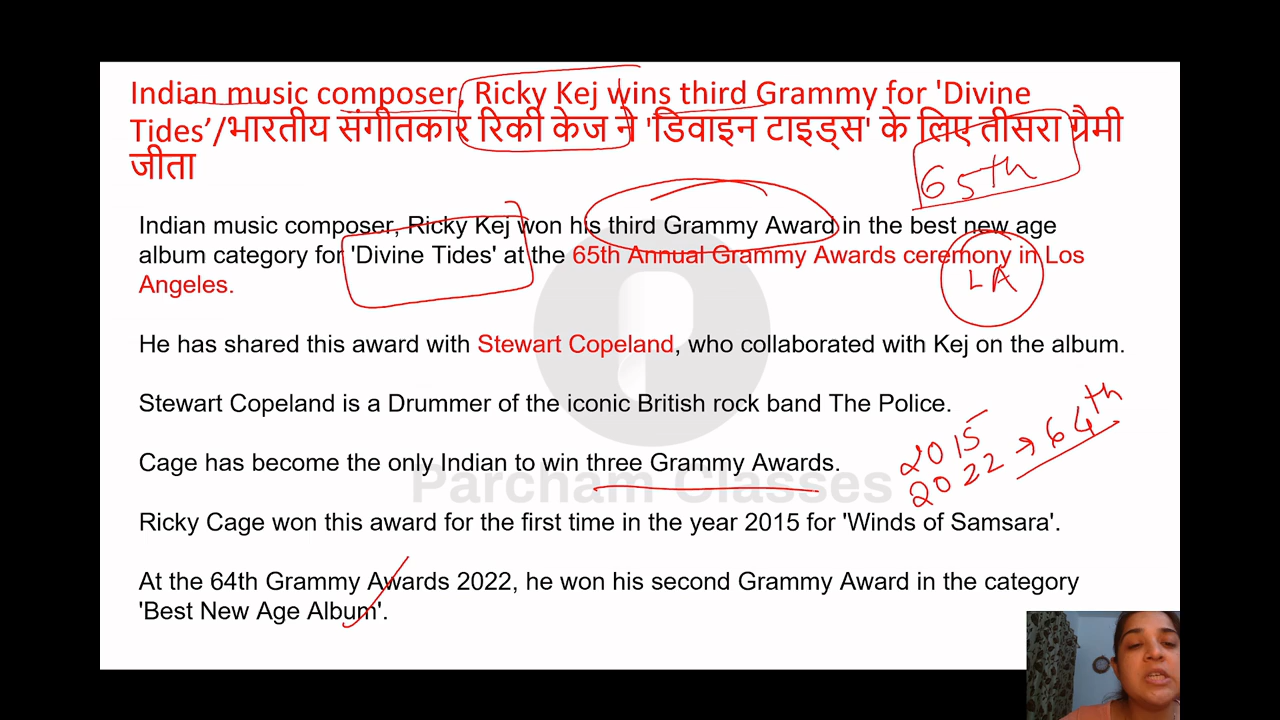 Indian music composer, Ricky Kej wins third Grammy for 'Divine
Tides’/भारतीय संगीतकार रिकी केज ने 'डिवाइन टाइड्स' के लिए तीसरा ग्रैमी
जीता
65th
Indian music composer, Ricky Kej won his third Grammy Award in the best new age
album category for 'Divine Tides' at the 65th Annual Grammy Awards ceremony in Los
Angeles.
LA
He has shared this award with Stewart Copeland, who collaborated with Kej on the album.
Stewart Copeland is a Drummer of the iconic British rock band The Police.
2015
2022 → 64th
Cage has become the only Indian to win three Grammy Awards.
Parcham Classes
Ricky Cage won this award for the first time in the year 2015 for 'Winds of Samsara'.
At the 64th Grammy Awards 2022, he won his second Grammy Award in the category
'Best New Age Album'.